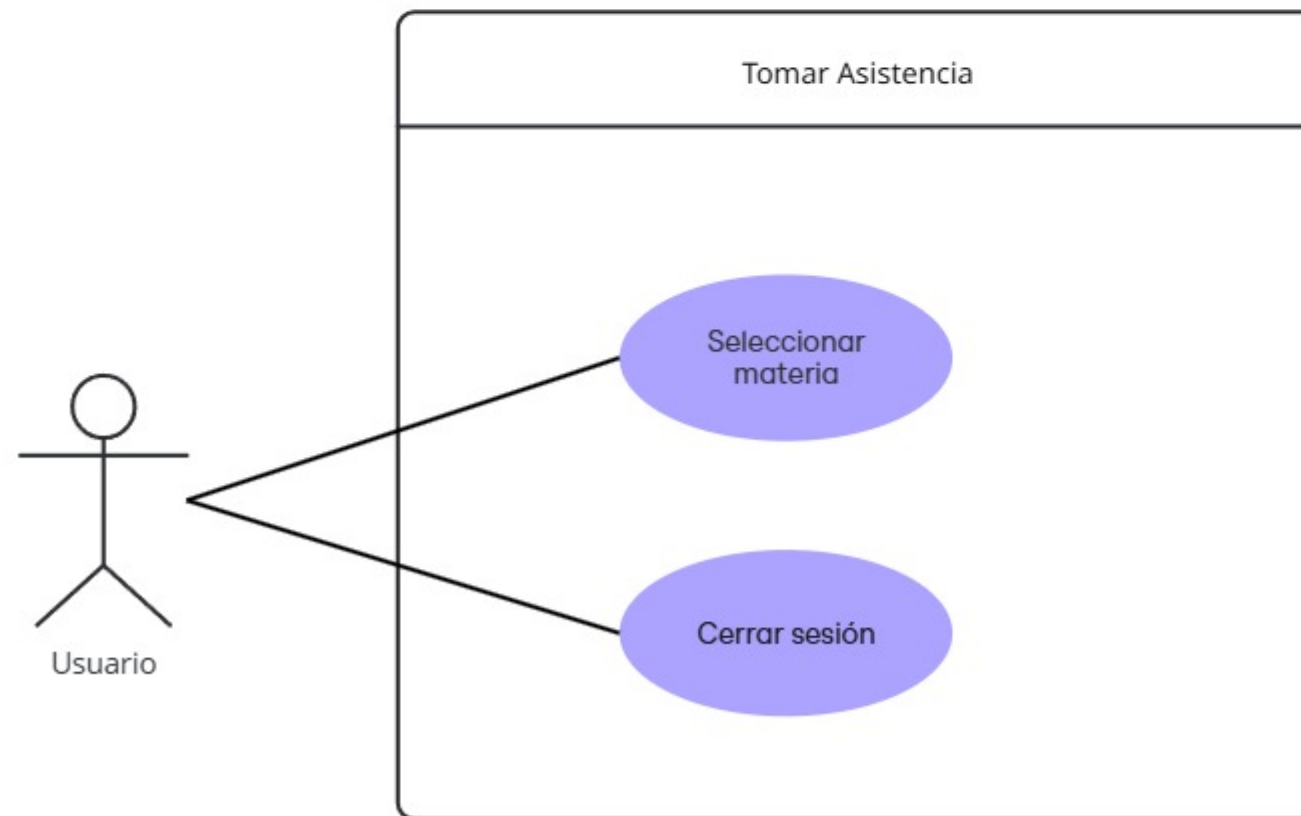 Tomar Asistencia
Seleccionar
materia
Cerrar sesión
Usuario